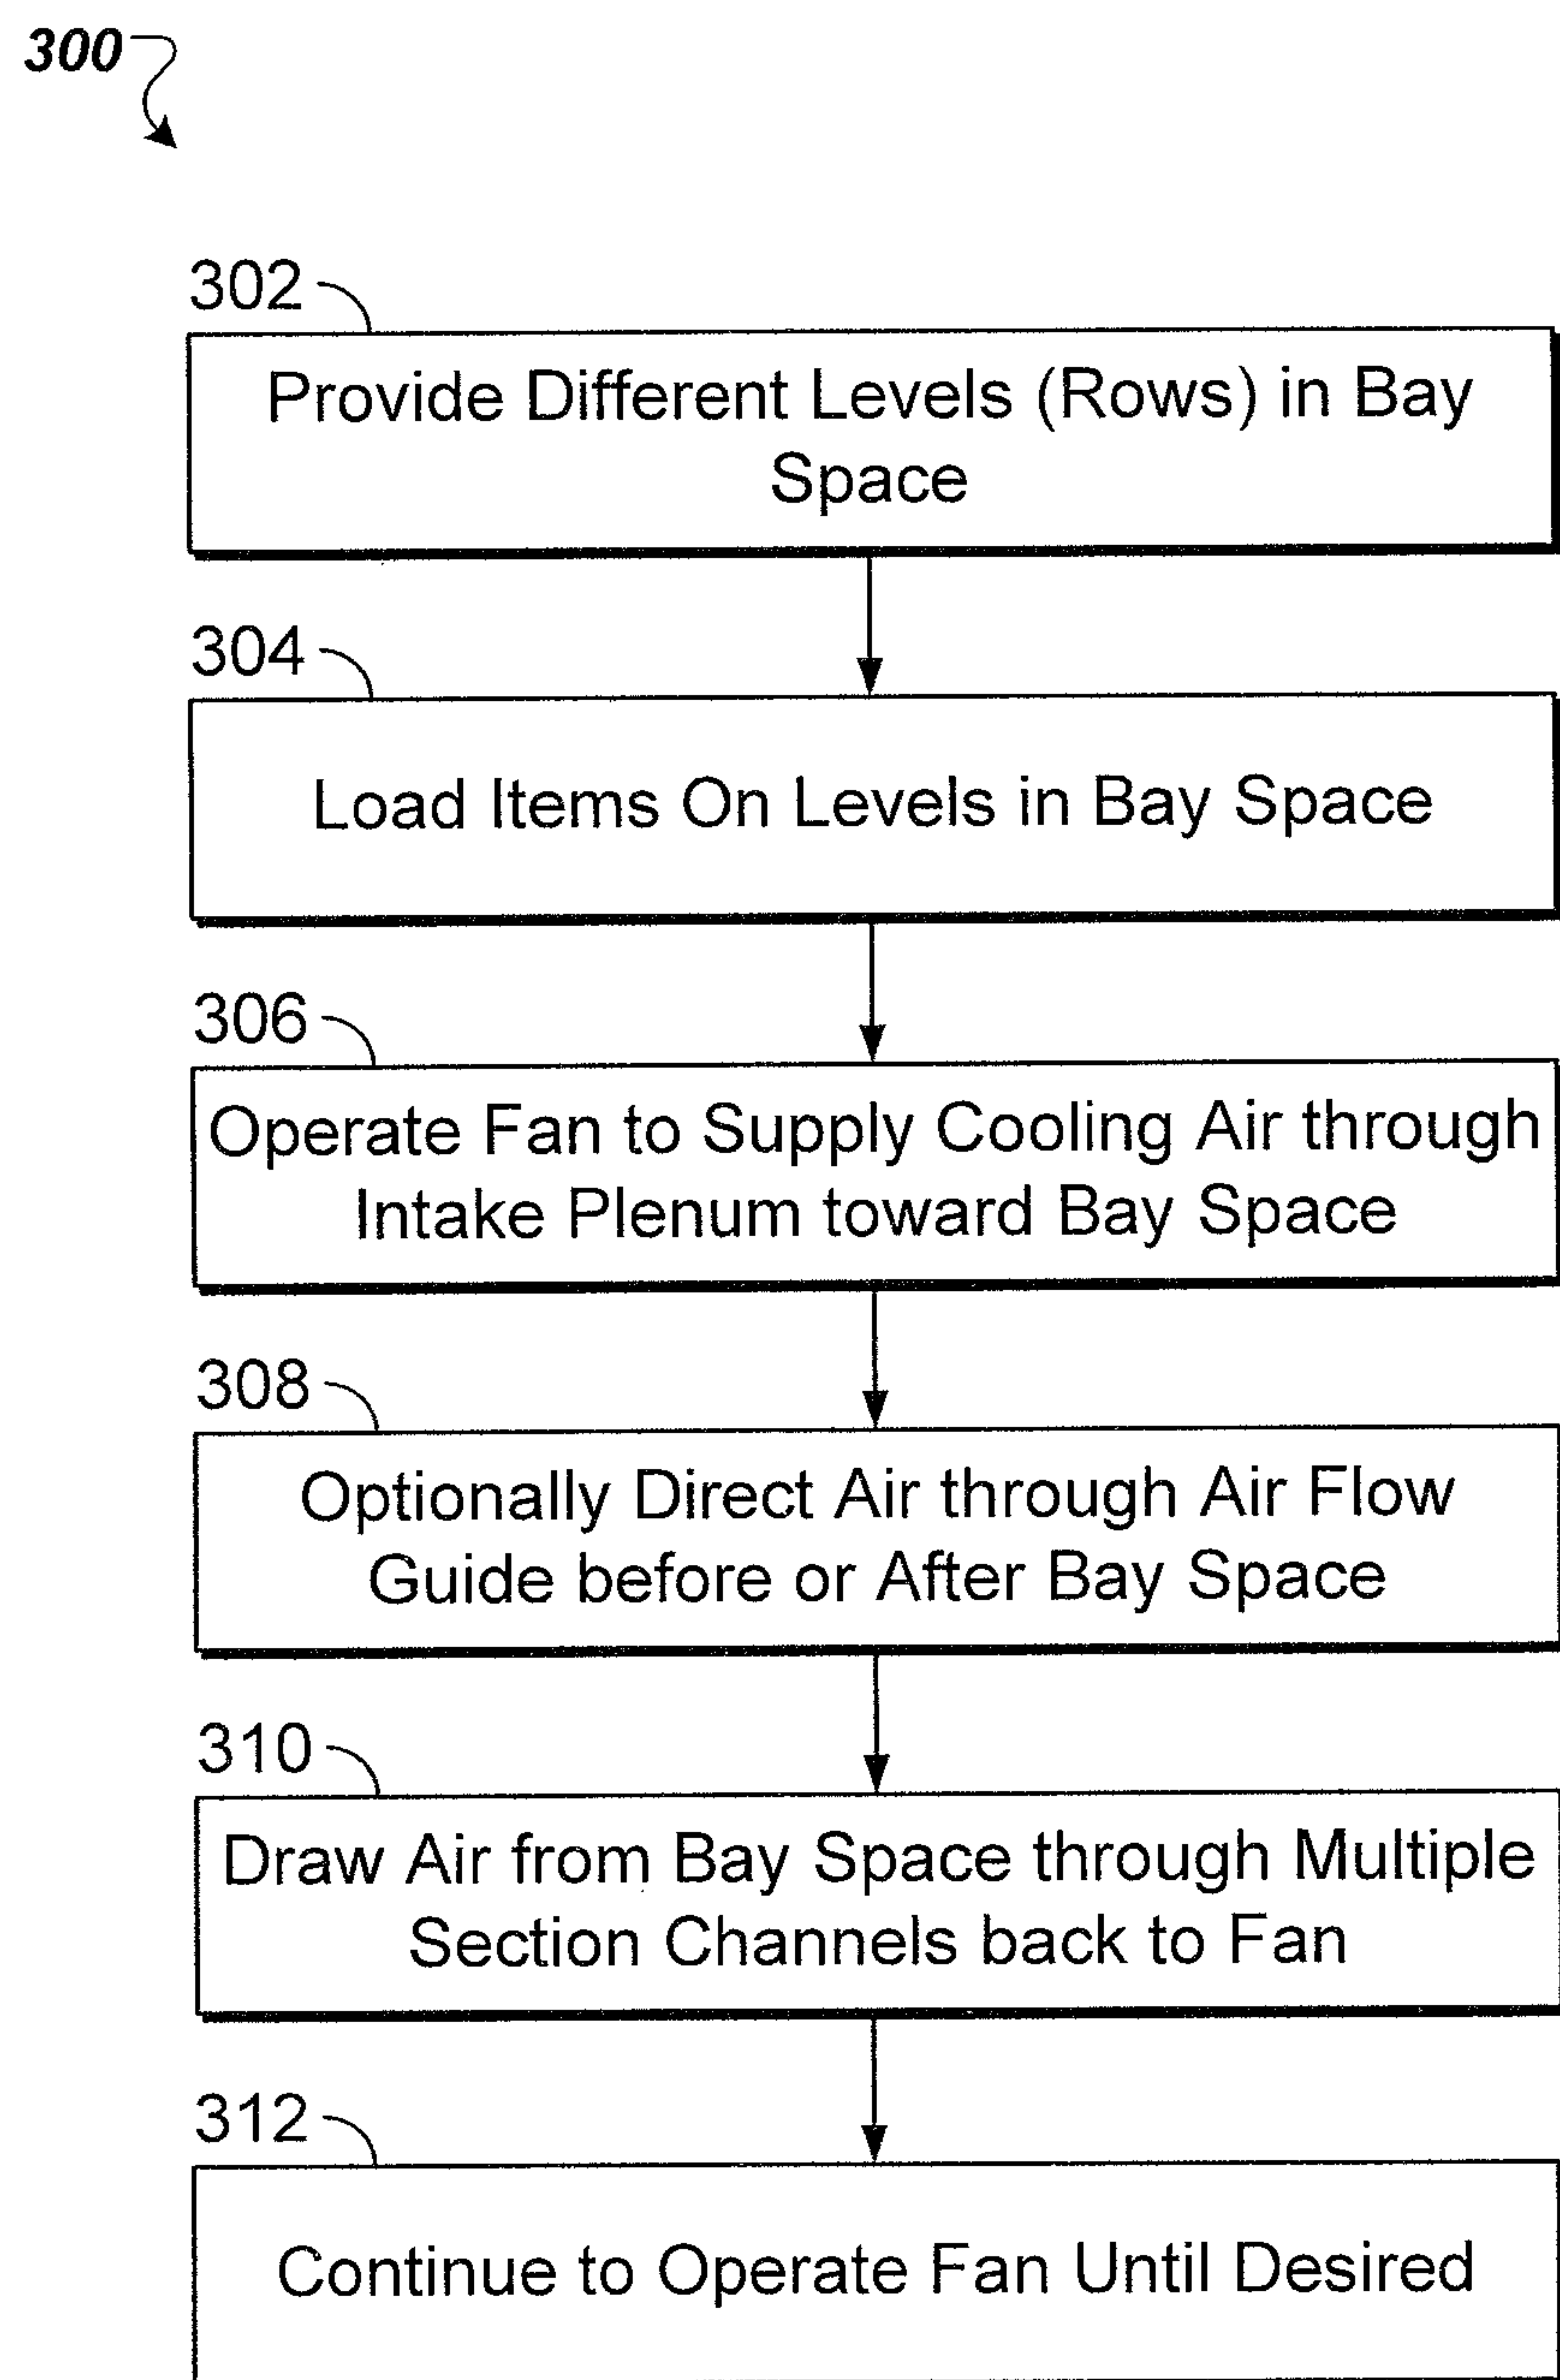 300
302
Provide Different Levels (Rows) in Bay
Space
304
Load Items On Levels in Bay Space
306
Operate Fan to Supply Cooling Air through
Intake Plenum toward Bay Space
308
Optionally Direct Air through Air Flow
Guide before or After Bay Space
310
Draw Air from Bay Space through Multiple
Section Channels back to Fan
312
Continue to Operate Fan Until Desired